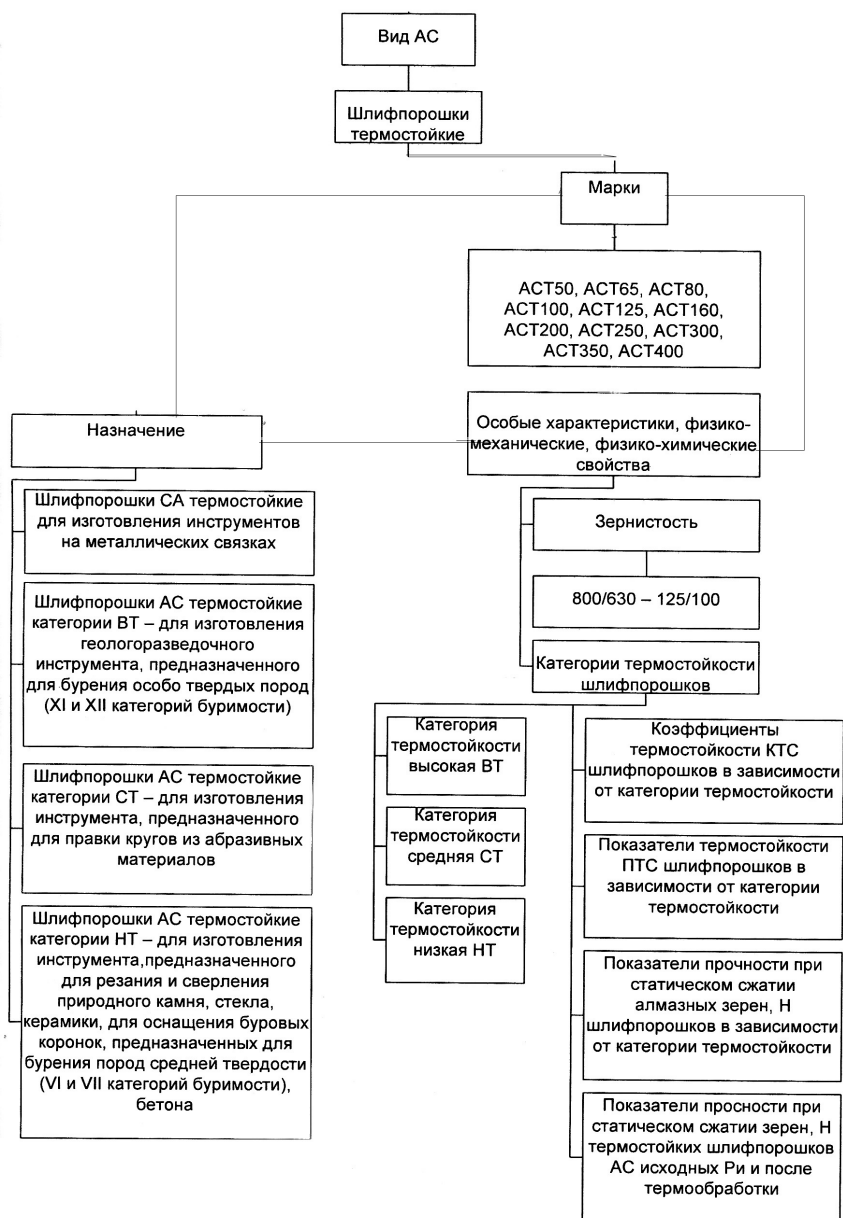 Вид АС
Шлифпорошки
термостойкие
Марки
АСТ50, АСТ65, АСТ80,
АСТ100, АСТ125, АСТ160,
АСТ200, АСТ250, АСТ300,
АСТ350, АСТ400
Назначение
Шлифпорошки СА термостойкие
для изготовления инструментов
на металлических связках
Шлифпорошки АС термостойкие
категории ВТ – для изготовления
геологоразведочного
инструмента, предназначенного
для бурения особо твердых пород
(XI и XII категорий буримости)
Шлифпорошки АС термостойкие
категории СТ – для изготовления
инструмента, предназначенного
для правки кругов из абразивных
материалов
Шлифпорошки АС термостойкие
категории НТ – для изготовления
инструмента,предназначенного
для резания и сверления
природного камня, стекла,
керамики, для оснащения буровых
коронок, предназначенных для
бурения пород средней твердости
(VI и VII категорий буримости),
бетона
Особые характеристики, физико-
механические, физико-химические
свойства
Зернистость
800/630 – 125/100
Категории термостойкости
шлифпорошков
Категория
термостойкости
высокая ВТ
Категория
термостойкости
средняя СТ
Категория
термостойкости
низкая НТ
Коэффициенты
термостойкости КТС
шлифпорошков в зависимости
от категории термостойкости
Показатели термостойкости
ПТС шлифпорошков в
зависимости от категории
термостойкости
Показатели прочности при
статическом сжатии
алмазных зерен, Н
шлифпорошков в зависимости
от категории термостойкости
Показатели просности при
статическом сжатии зерен, Н
термостойких шлифпорошков
АС исходных Ри и после
термообработки